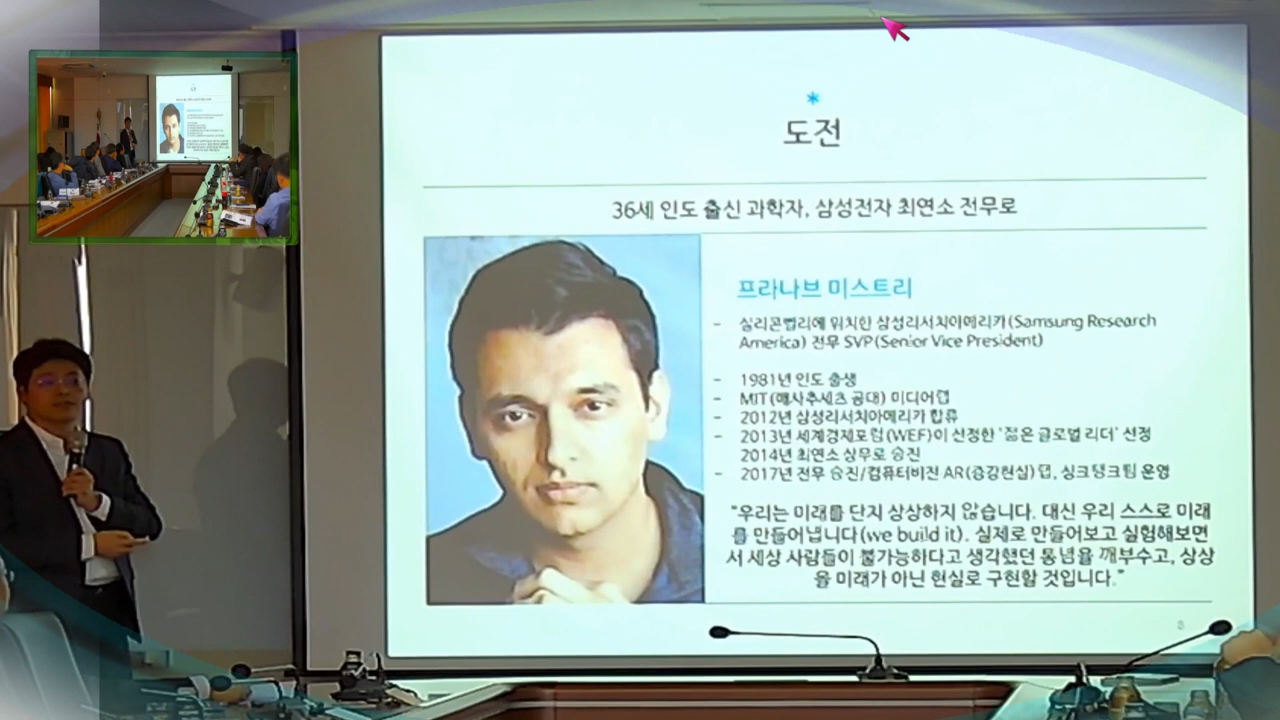 *
도전
36세 인도 출신 과학자, 삼성전자 최연소 전무로
프라나브 미스트리
- 실리콘밸리에 위치한 삼성리서치아메리카(Samsung Research
America) 전무 SVP(Senior Vice President)
- 1981년 인도 출생
- MIT(매사추세츠 공대) 미디어랩
- 2012년 삼성리서치아메리카 합류
- 2013년 세계경제포럼(WEF)이 선정한 '젊은 글로벌 리더' 선정
2014년 최연소 상무로 승진
- 2017년 전무 승진/컴퓨터비전 AR(증강현실)랩, 싱크탱크팀 운영
"우리는 미래를 단지 상상하지 않습니다. 대신 우리 스스로 미래
를 만들어냅니다(we build it). 실제로 만들어보고 실험해보면
서 세상 사람들이 불가능하다고 생각했던 통념을 깨부수고, 상상
을 미래가 아닌 현실로 구현할 것입니다."
8